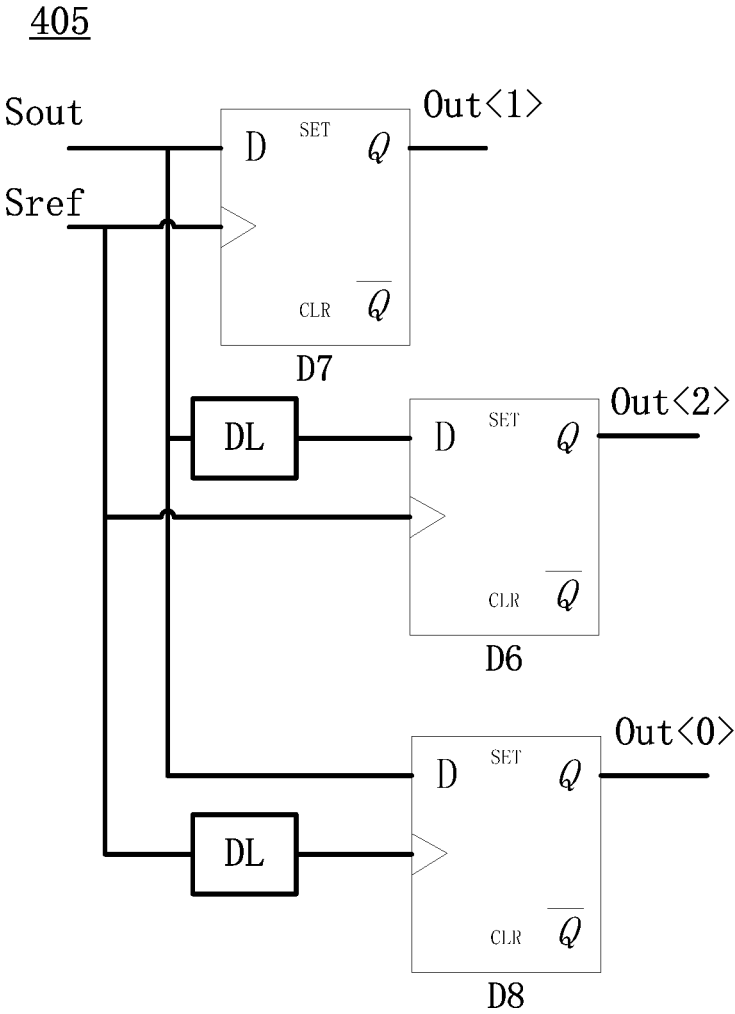 405
Sout
Out<1>
D
SET
Q
Sref
CLR
Q
D7
DL
Out<2>
D
SET
Q
CLR
Q
D6
Out<0>
D
SET
Q
DL
CLR
Q
D8